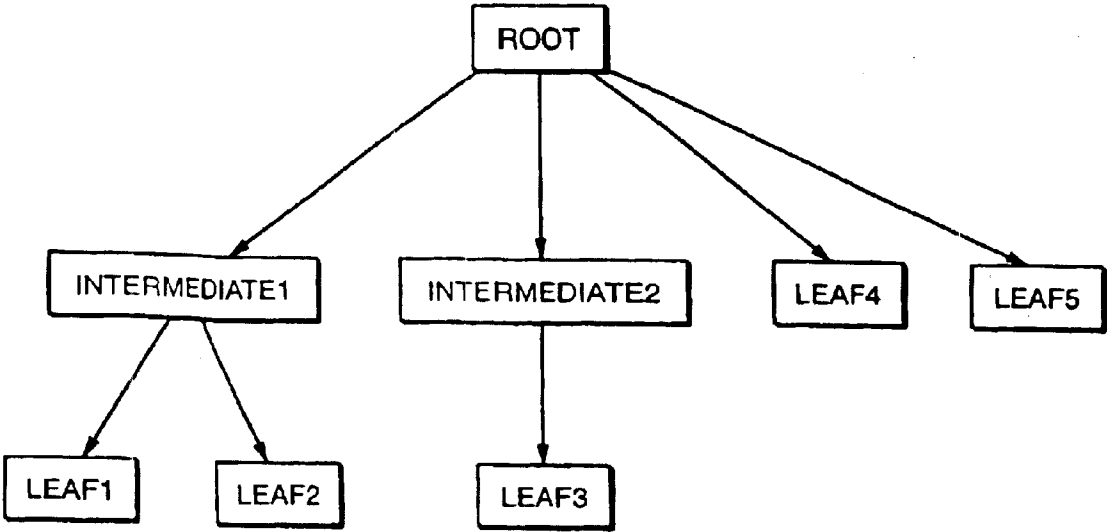 ROOT
INTERMEDIATE1
INTERMEDIATE2
LEAF4
LEAF5
LEAF1
LEAF2
LEAF3